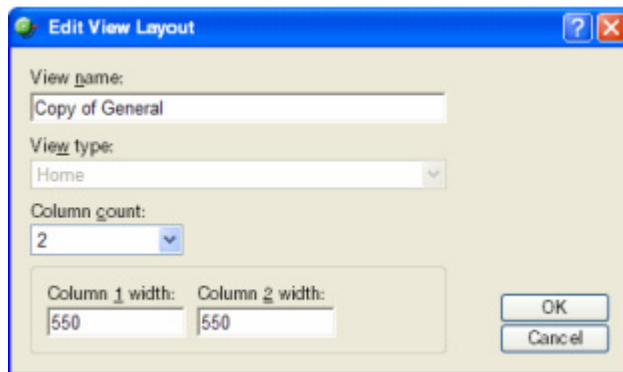 Edit View Layout
View name:
Copy of General
View type:
Home
Column count:
2
Column 1 width: Column 2 width:
550 550
OK
Cancel